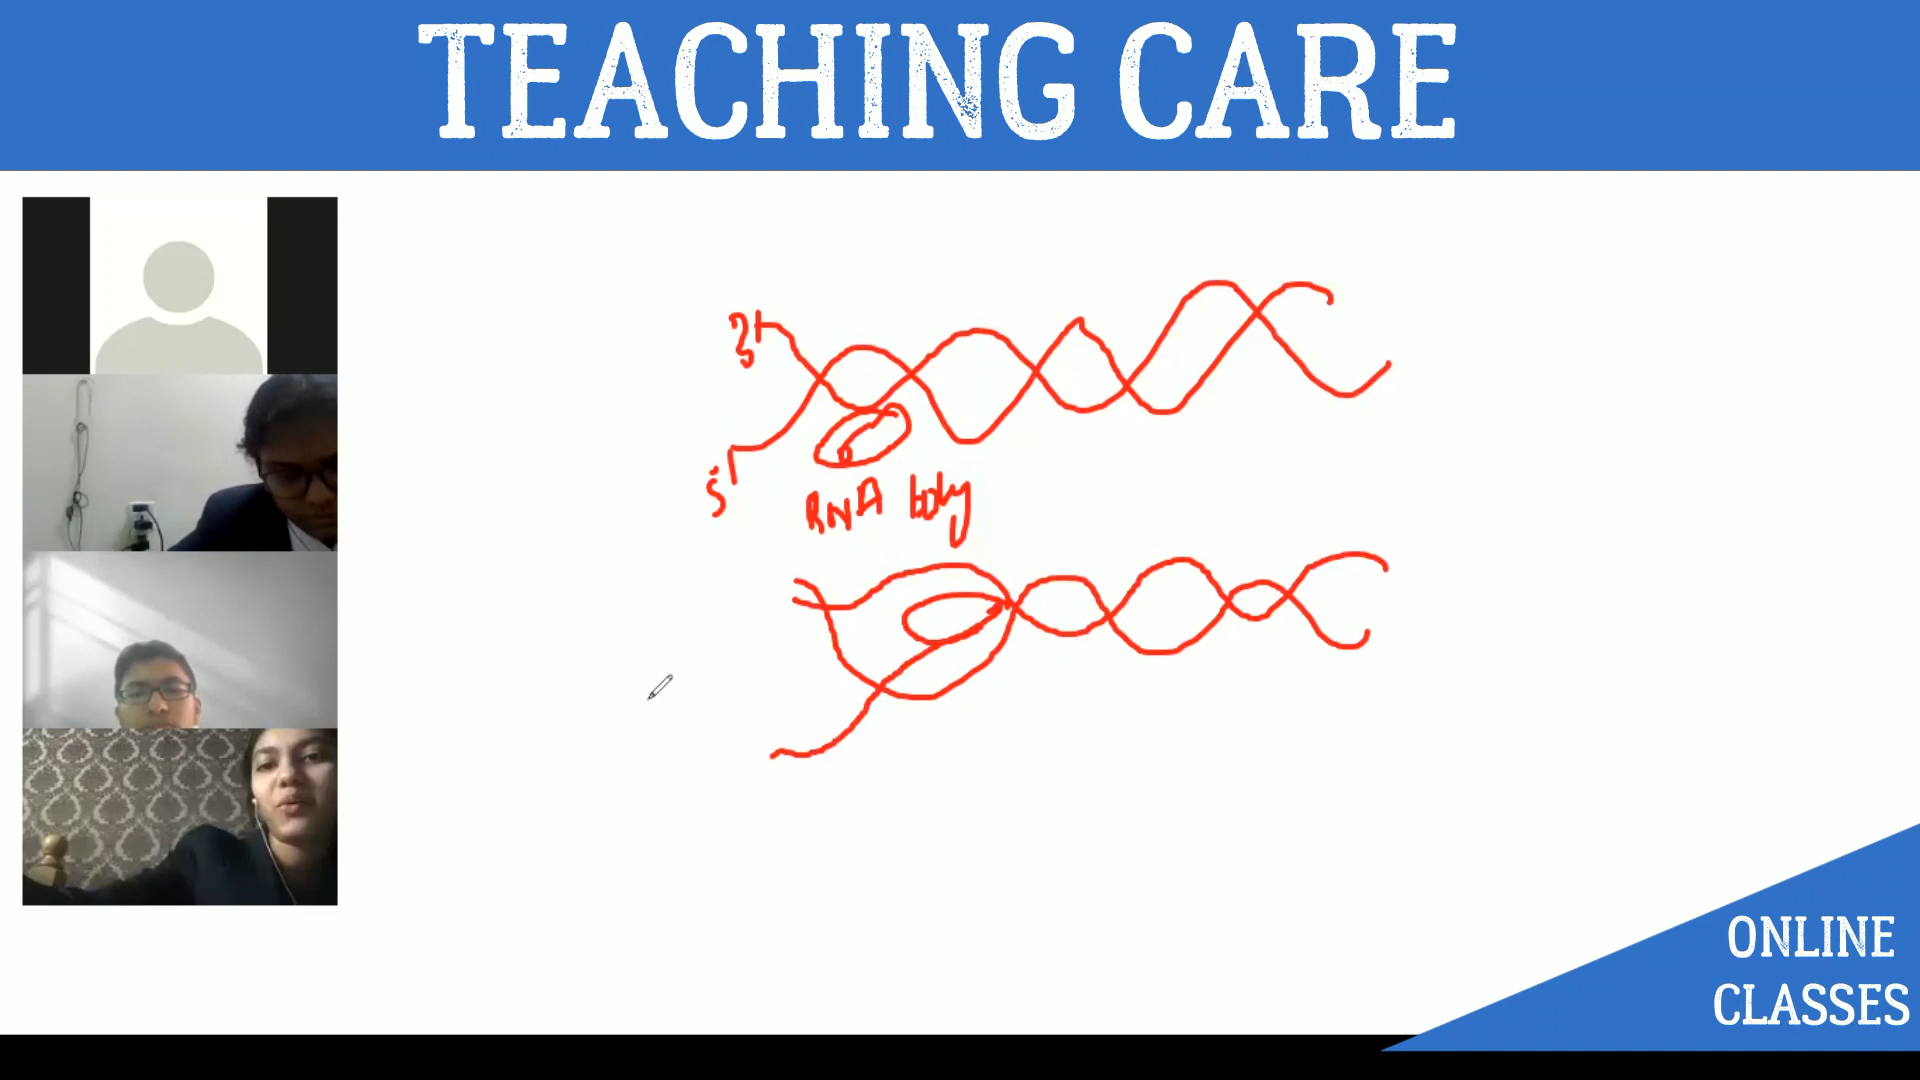 TEACHING CARE
3'
5'
RNA body
ONLINE
CLASSES